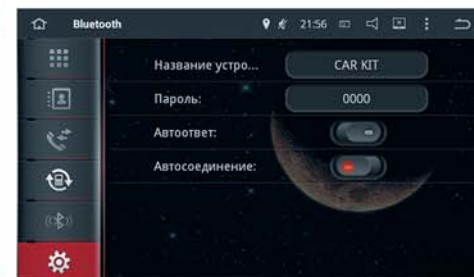 Bluetooth 21:56
Название устро... CAR KIT
Пароль: 0000
Автоответ:
Автосоединение: